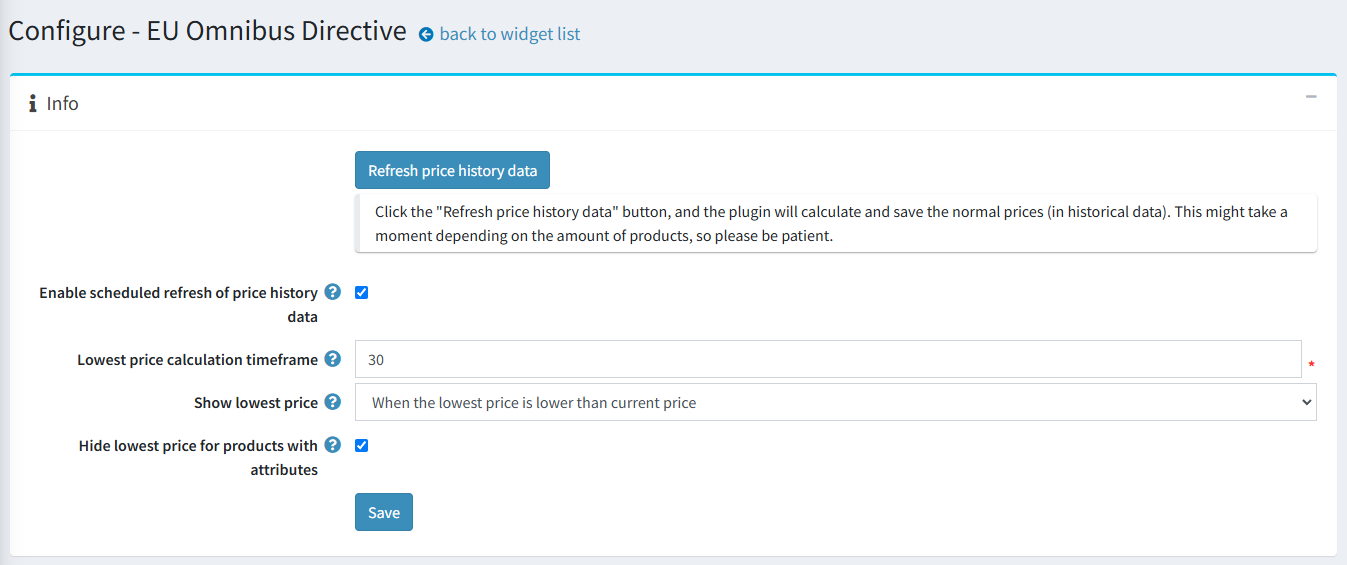 Configure - EU Omnibus Directive back to widget list
Info
Refresh price history data
Click the "Refresh price history data" button, and the plugin will calculate and save the normal prices (in historical data). This might take a
moment depending on the amount of products, so please be patient.
Enable scheduled refresh of price history
data
Lowest price calculation timeframe 30 *
Show lowest price When the lowest price is lower than current price
Hide lowest price for products with
attributes
Save